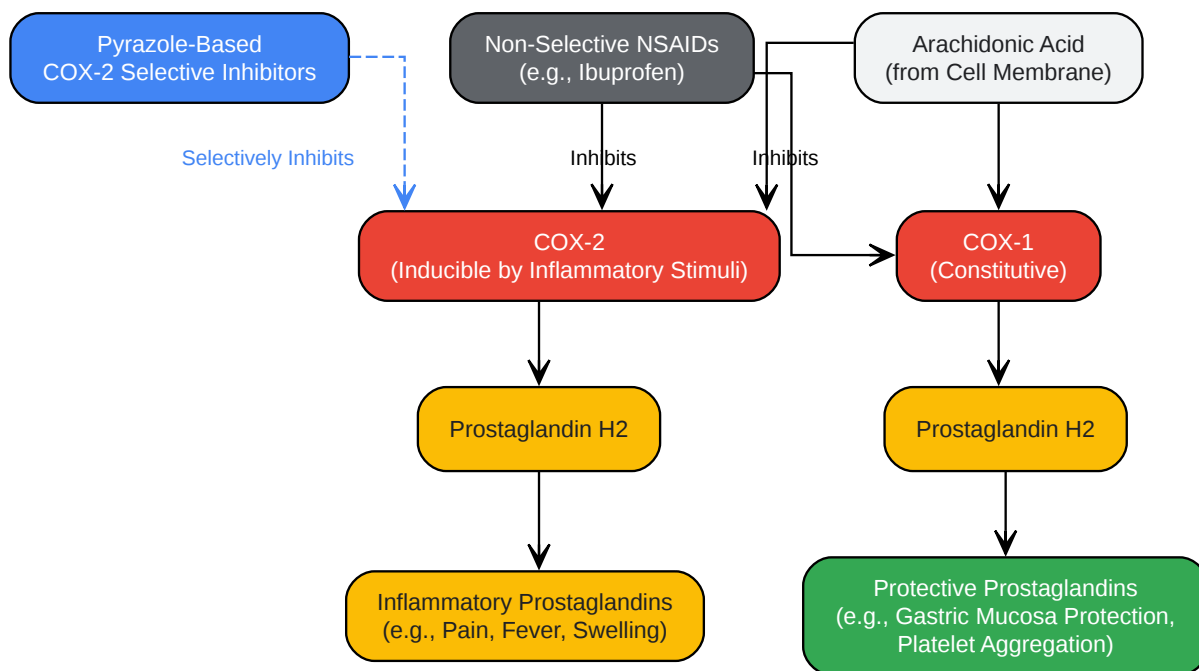 Pyrazole-Based
COX-2 Selective Inhibitors
Non-Selective NSAIDs
(e.g., Ibuprofen)
Arachidonic Acid
(from Cell Membrane)
Selectively Inhibits
Inhibits
Inhibits
COX-2
(Inducible by Inflammatory Stimuli)
COX-1
(Constitutive)
Prostaglandin H2
Prostaglandin H2
Inflammatory Prostaglandins
(e.g., Pain, Fever, Swelling)
Protective Prostaglandins
(e.g., Gastric Mucosa Protection,
Platelet Aggregation)